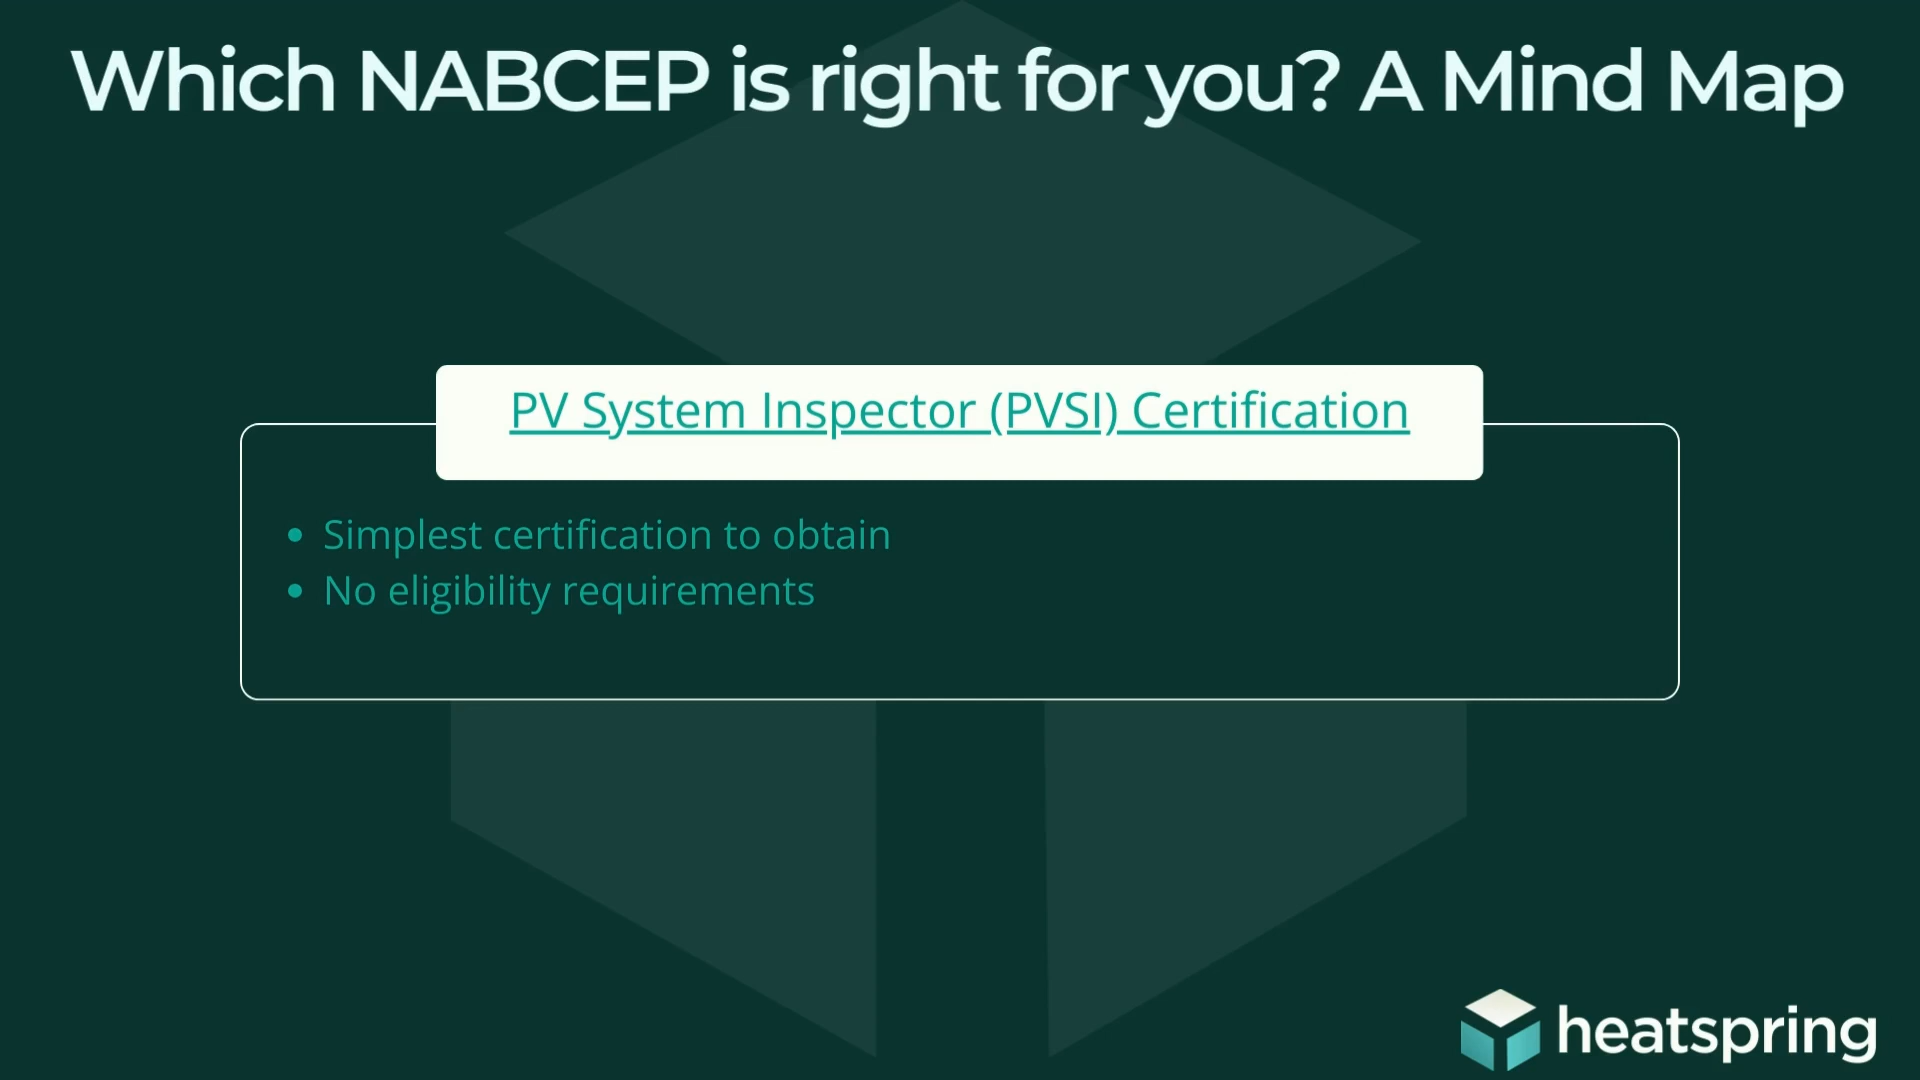 Which NABCEP is right for you? A Mind Map
PV System Inspector (PVSI) Certification
• Simplest certification to obtain
• No eligibility requirements
heatspring